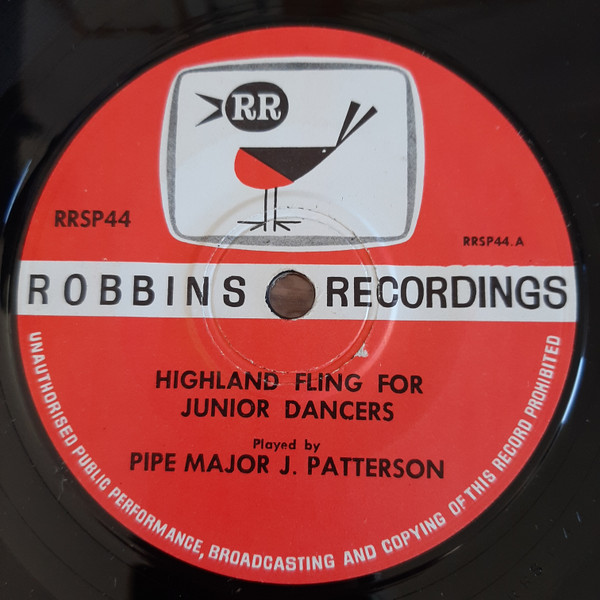 RR
RRSP44
RRSP44.A
ROBBINS RECORDINGS
HIGHLAND FLING FOR
JUNIOR DANCERS
Played by
PIPE MAJOR J. PATTERSON
UNAUTHORISED PUBLIC PERFORMANCE, BROADCASTING AND COPYING OF THIS RECORD PROHIBITED